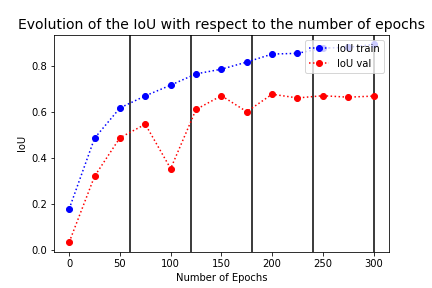 Evolution of the IoU with respect to the number of epochs
IoU train
IoU val
IoU
0.8
0.6
0.4
0.2
0.0
0 50 100 150 200 250 300
Number of Epochs